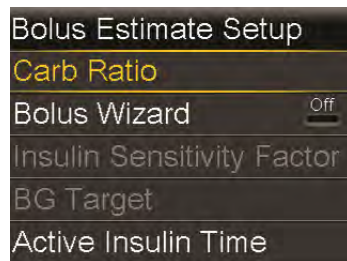 Bolus Estimate Setup
Carb Ratio
Bolus Wizard Off
Insulin Sensitivity Factor
BG Target
Active Insulin Time